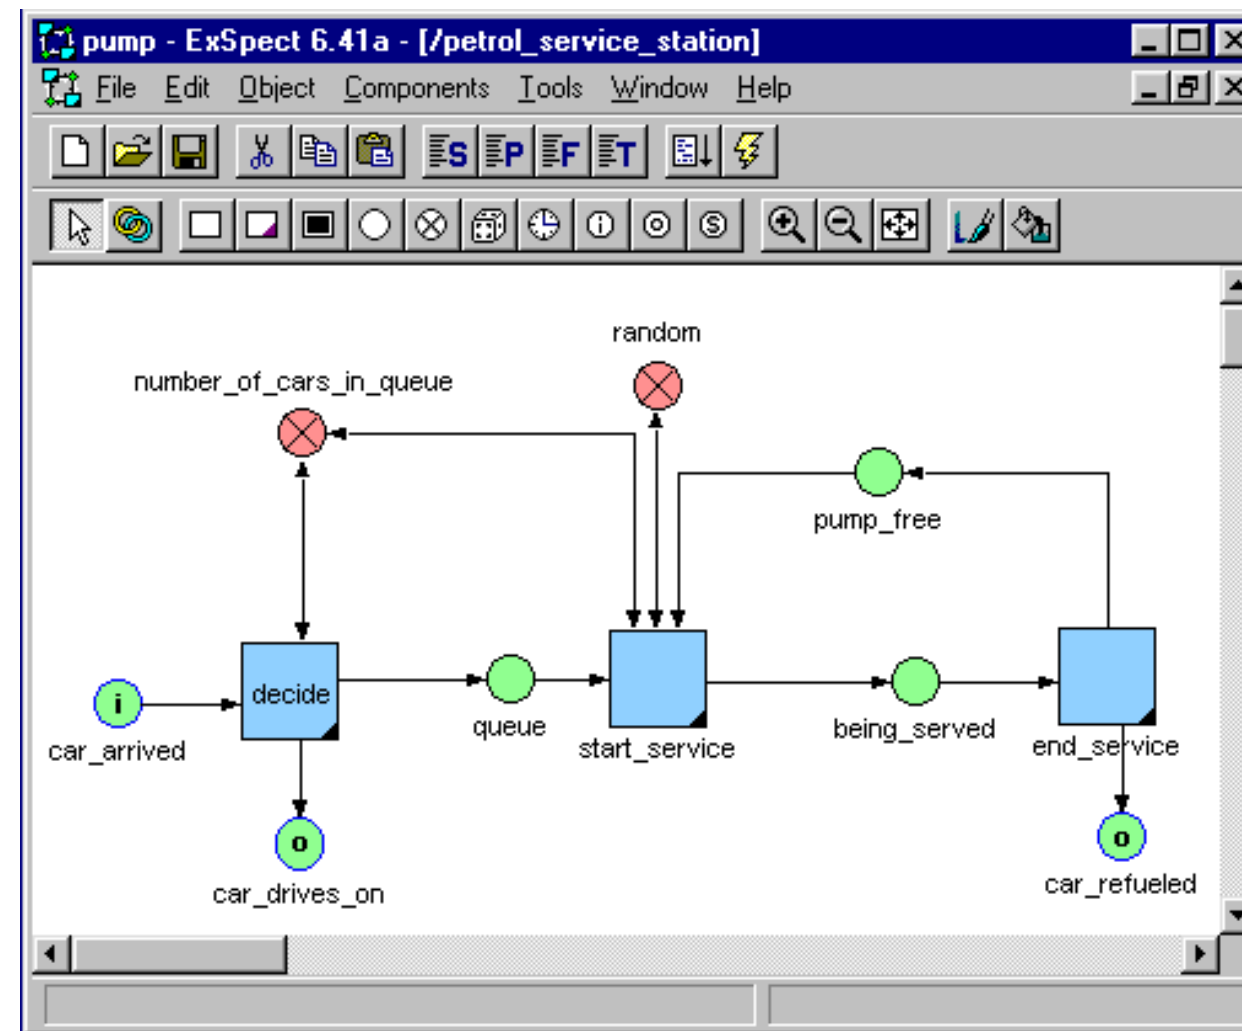 pump - ExSpect 6.41a - [/petrol_service_station]
File Edit Object Components Tools Window Help
S P F T
i o S
random
number_of_cars_in_queue
pump_free
decide
i
car_arrived
queue
start_service
being_served
end_service
o
car_drives_on
o
car_refueled